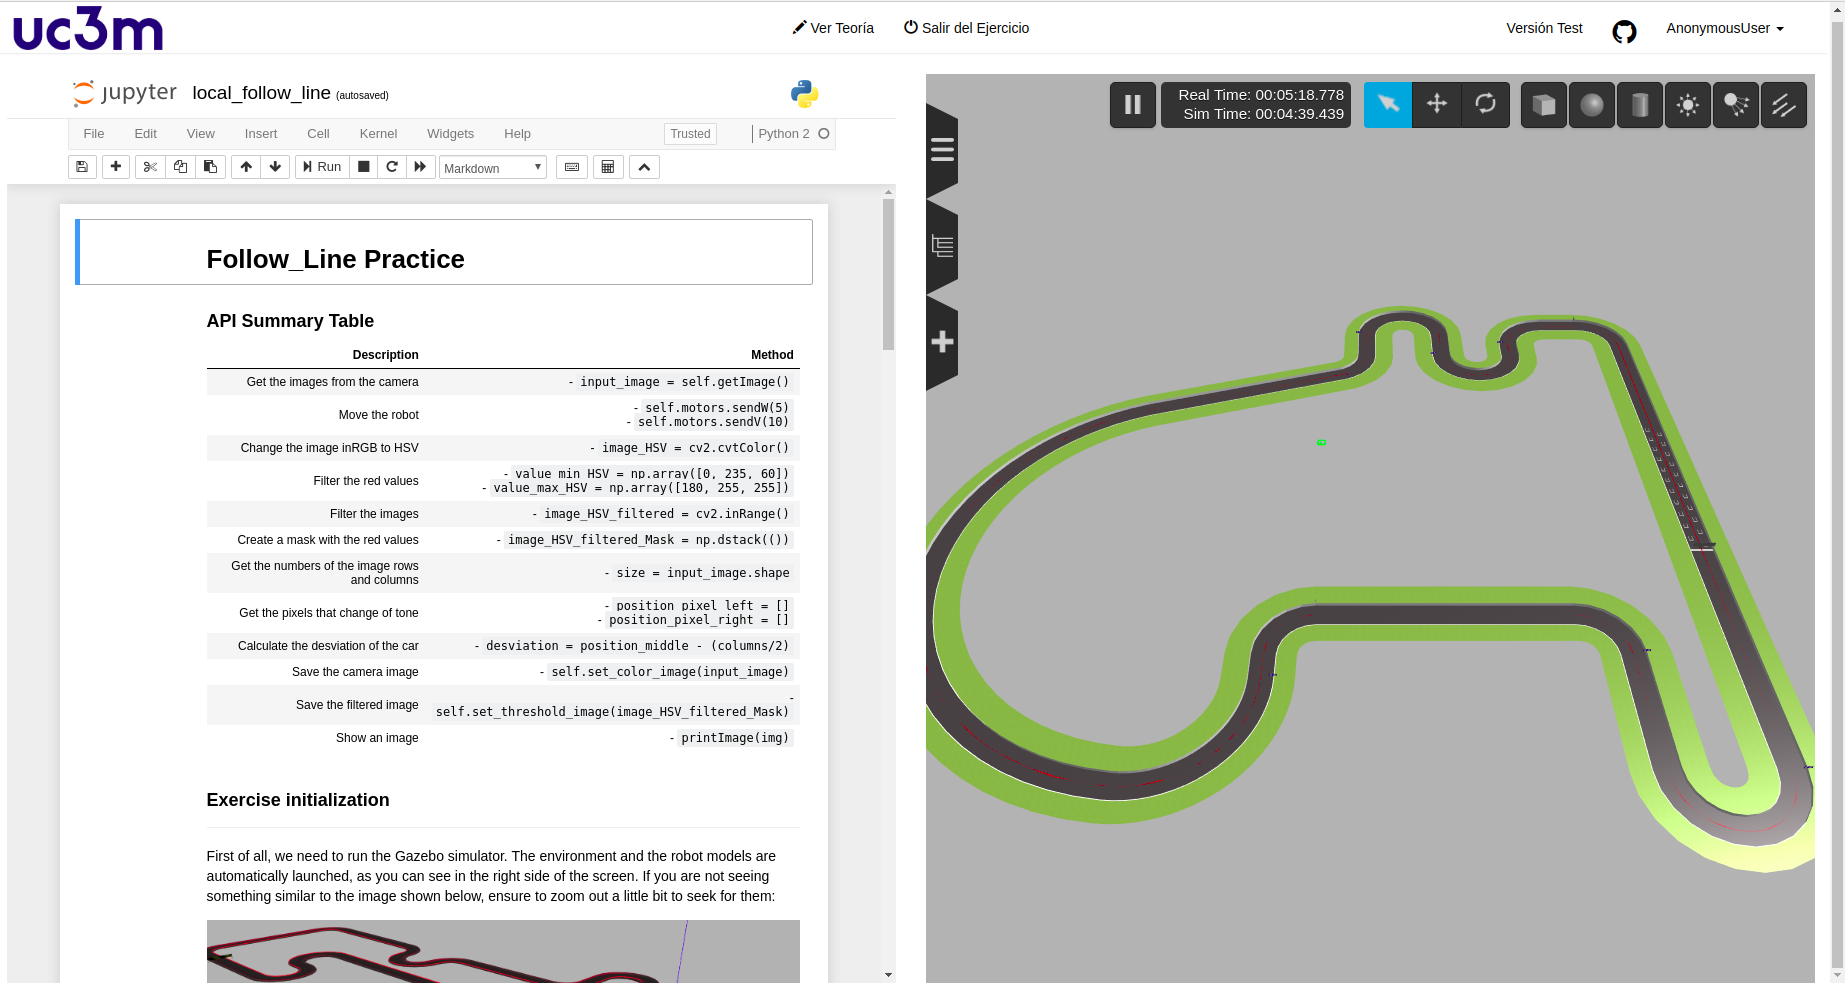 uc3m
Ver Teoría
Salir del Ejercicio
Versión Test
AnonymousUser
jupyter
local_follow_line (autosaved)
File Edit View Insert Cell Kernel Widgets Help
Trusted
Python 2
Run
Markdown
Follow_Line Practice
API Summary Table
Description Method
Get the images from the camera - input_image = self.getImage()
Move the robot - self.motors.sendW(5)
- self.motors.sendV(10)
Change the image inRGB to HSV - image_HSV = cv2.cvtColor()
Filter the red values - value_min_HSV = np.array([0, 235, 60])
- value_max_HSV = np.array([180, 255, 255])
Filter the images - image_HSV_filtered = cv2.inRange()
Create a mask with the red values - image_HSV_filtered_Mask = np.dstack(())
Get the numbers of the image rows
and columns - size = input_image.shape
Get the pixels that change of tone - position_pixel_left = []
- position_pixel_right = []
Calculate the desviation of the car - desviation = position_middle - (columns/2)
Save the camera image - self.set_color_image(input_image)
Save the filtered image -
self.set_threshold_image(image_HSV_filtered_Mask)
Show an image - printImage(img)
Exercise initialization
First of all, we need to run the Gazebo simulator. The environment and the robot models are
automatically launched, as you can see in the right side of the screen. If you are not seeing
something similar to the image shown below, ensure to zoom out a little bit to seek for them:
Real Time: 00:05:18.778
Sim Time: 00:04:39.439